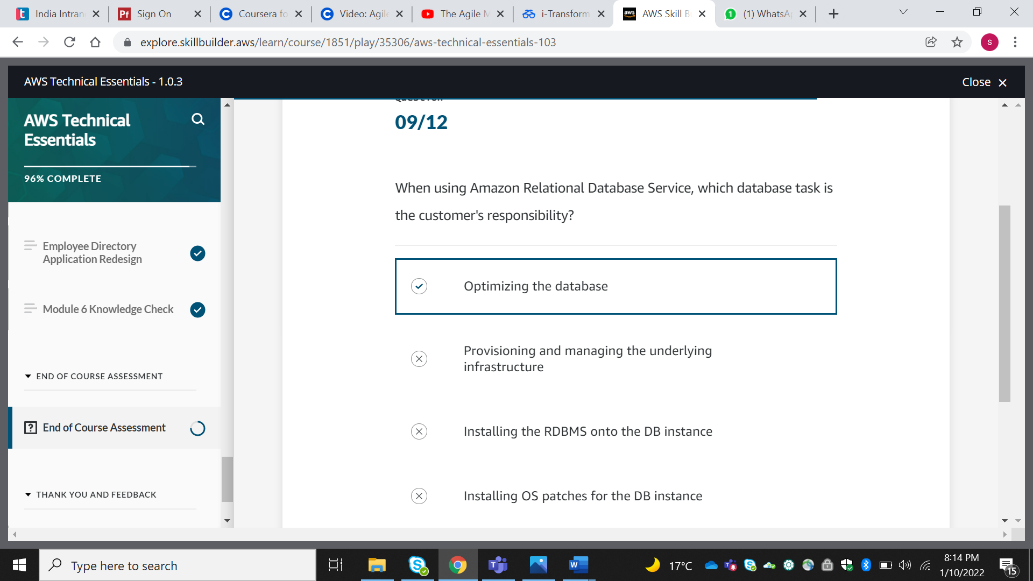 India Intran
Sign On
Coursera fo
Video: Agile
The Agile M
i-Transform
AWS Skill B
(1) WhatsA
explore.skillbuilder.aws/learn/course/1851/play/35306/aws-technical-essentials-103
AWS Technical Essentials - 1.0.3
Close
AWS Technical
Essentials
96% COMPLETE
Employee Directory
Application Redesign
Module 6 Knowledge Check
END OF COURSE ASSESSMENT
End of Course Assessment
THANK YOU AND FEEDBACK
09/12
When using Amazon Relational Database Service, which database task is
the customer's responsibility?
Optimizing the database
Provisioning and managing the underlying
infrastructure
Installing the RDBMS onto the DB instance
Installing OS patches for the DB instance
Type here to search
17°C
8:14 PM
1/10/2022
15